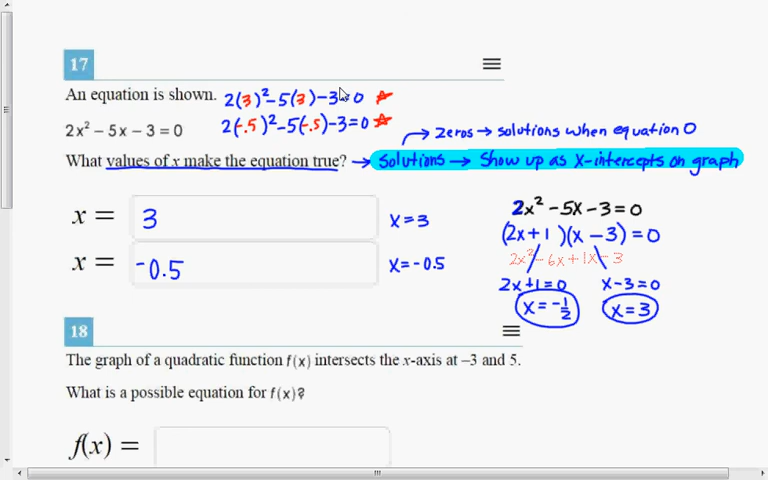 17
An equation is shown. 2(3)²-5(3)-3=0
2x² − 5x − 3 = 0 2(-.5)²-5(-.5)-3=0
→ Zeros → solutions when equation 0
What values of x make the equation true? → Solutions → Show up as X-intercepts on graph
x = 3 x=3
x = -0.5 x=-0.5
2x²-5x-3=0
(2x+1)(x-3)=0
2x²-6x+1x-3
2x+1=0 x-3=0
x=-½ x=3
18
The graph of a quadratic function f(x) intersects the x-axis at –3 and 5.
What is a possible equation for f(x)?
f(x) =